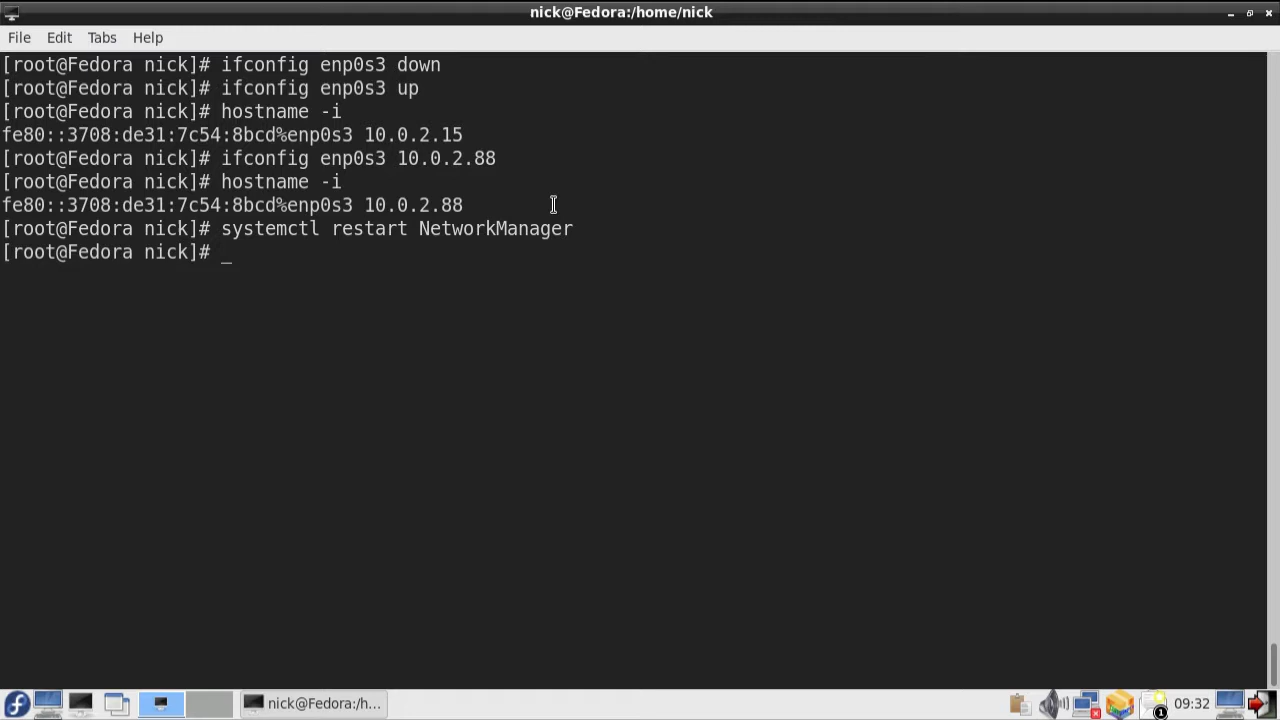 nick@Fedora:/home/nick
File Edit Tabs Help
[root@Fedora nick]# ifconfig enp0s3 down
[root@Fedora nick]# ifconfig enp0s3 up
[root@Fedora nick]# hostname -i
fe80::3708:de31:7c54:8bcd%enp0s3 10.0.2.15
[root@Fedora nick]# ifconfig enp0s3 10.0.2.88
[root@Fedora nick]# hostname -i
fe80::3708:de31:7c54:8bcd%enp0s3 10.0.2.88
[root@Fedora nick]# systemctl restart NetworkManager
[root@Fedora nick]# _
nick@Fedora:/h...
1
09:32